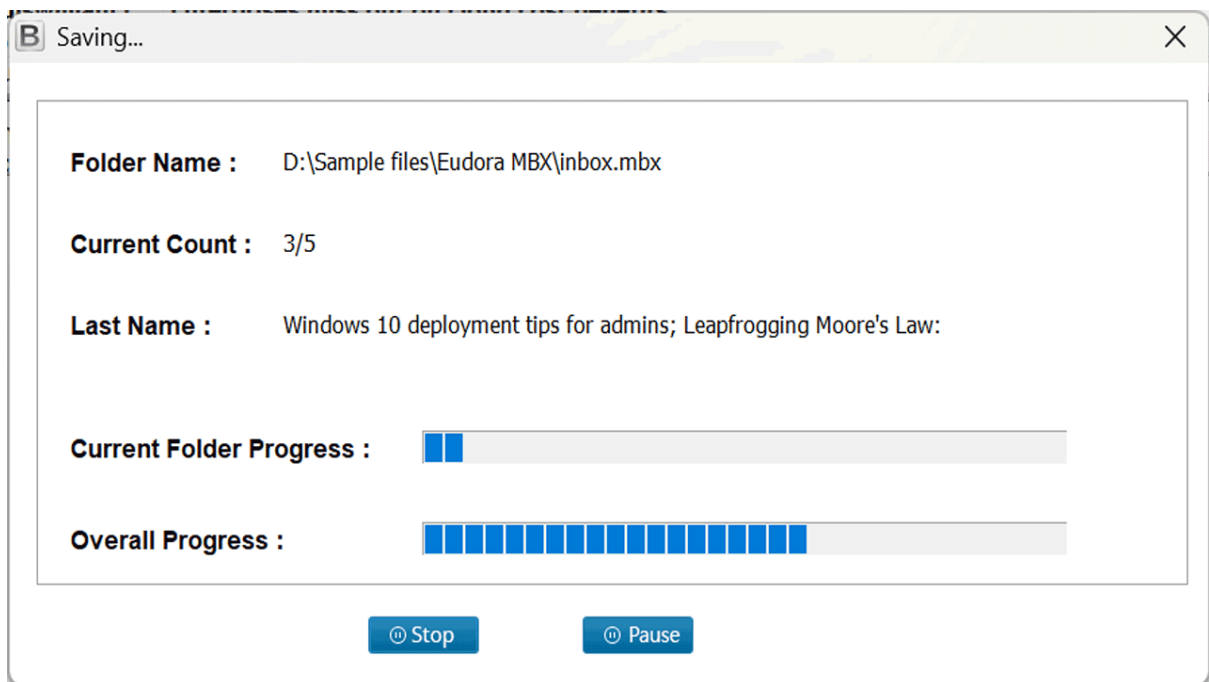 B Saving...
Folder Name : D:\Sample files\Eudora MBX\inbox.mbx
Current Count : 3/5
Last Name : Windows 10 deployment tips for admins; Leapfrogging Moore's Law:
Current Folder Progress :
Overall Progress :
Stop Pause